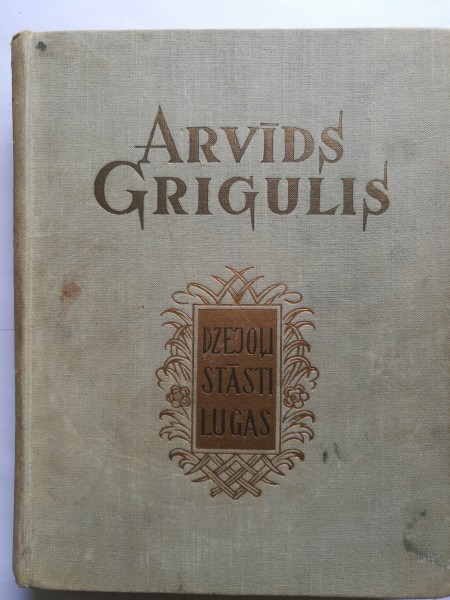 ARVĪDS
GRIGULIS
DZEJOĻI
STĀSTI
LUGAS